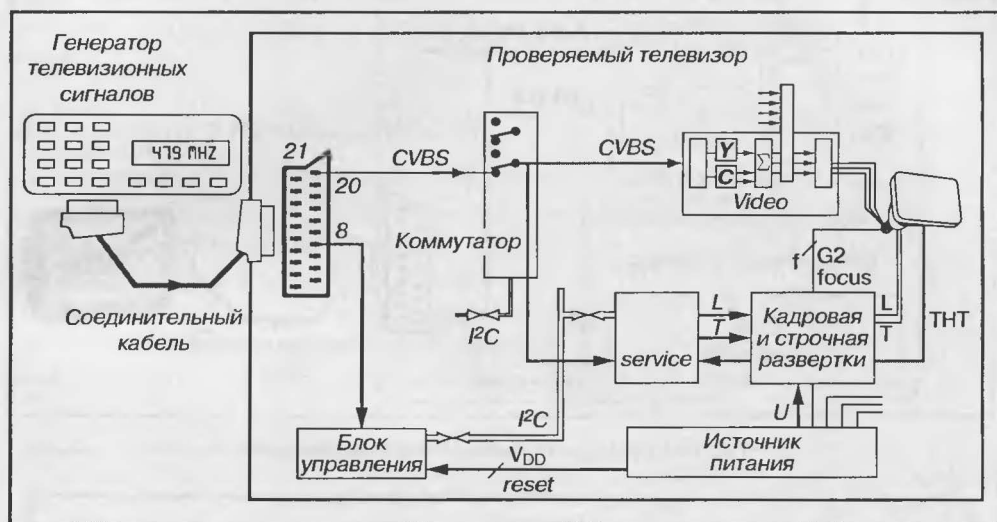 Генератор
телевизионных
сигналов
479 MHZ
Соединительный
кабель
Проверяемый телевизор
21
20
8
CVBS
Коммутатор
I²C
CVBS
Y
C
Σ
Video
f
G2
focus
L
T
THT
service
L
T
Кадровая
и строчная
развертки
U
I²C
Блок
управления
VDD
reset
Источник
питания